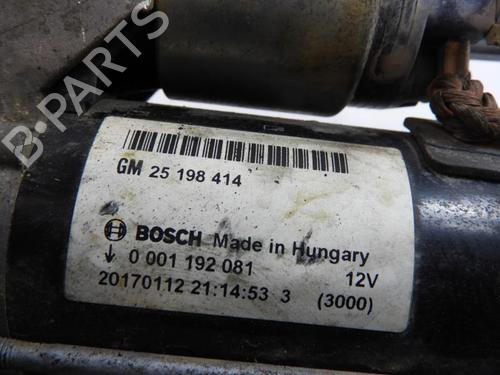 B-PARTS
GM 25 198 414
BOSCH Made in Hungary
↓ 0 001 192 081 12V
20170112 21:14:53 3 (3000)